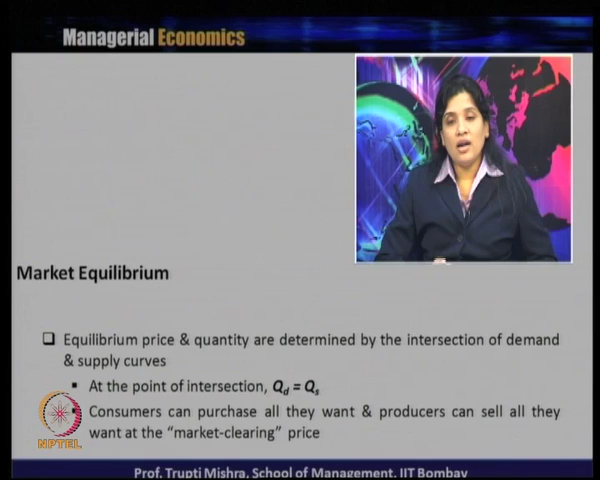 Managerial Economics
Market Equilibrium
Equilibrium price & quantity are determined by the intersection of demand
& supply curves
At the point of intersection, Qd = Qs
Consumers can purchase all they want & producers can sell all they
want at the "market-clearing" price
NPTEL
Prof. Trupti Mishra, School of Management, IIT Bombay